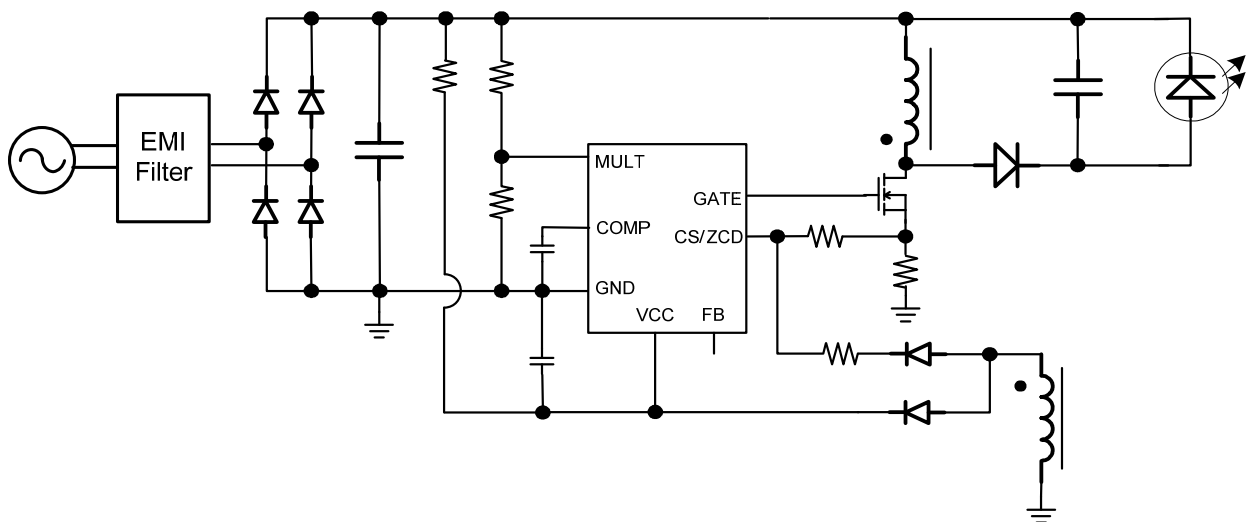 EMI
Filter
MULT
GATE
COMP
CS/ZCD
GND
VCC
FB